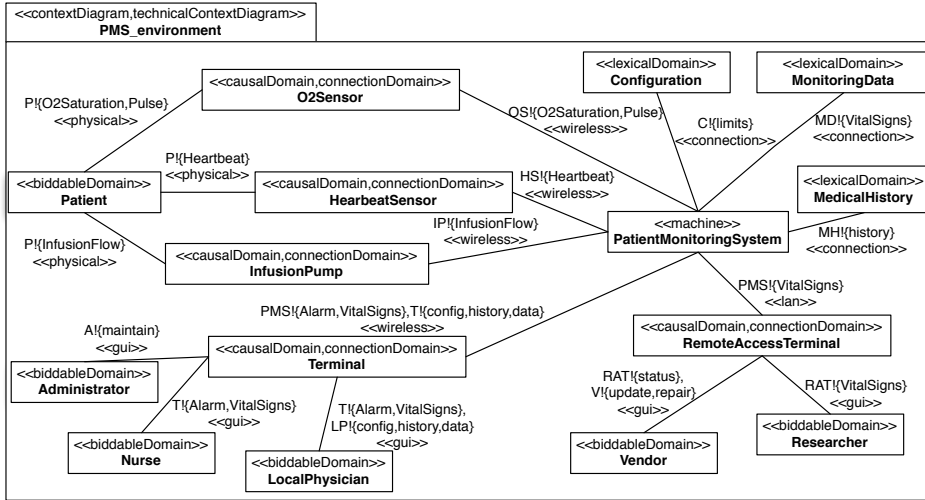 <<contextDiagram,technicalContextDiagram>>
PMS_environment
<<causalDomain,connectionDomain>>
O2Sensor
<<lexicalDomain>>
Configuration
<<lexicalDomain>>
MonitoringData
P!{O2Saturation,Pulse}
<<physical>>
OS!{O2Saturation,Pulse}
<<wireless>>
C!{limits}
<<connection>>
MD!{VitalSigns}
<<connection>>
P!{Heartbeat}
<<physical>>
<<biddableDomain>>
Patient
<<causalDomain,connectionDomain>>
HearbeatSensor
HS!{Heartbeat}
<<wireless>>
<<lexicalDomain>>
MedicalHistory
<<machine>>
PatientMonitoringSystem
P!{InfusionFlow}
<<physical>>
IP!{InfusionFlow}
<<wireless>>
MH!{history}
<<connection>>
<<causalDomain,connectionDomain>>
InfusionPump
PMS!{VitalSigns}
<<lan>>
PMS!{Alarm,VitalSigns},T!{config,history,data}
<<wireless>>
A!{maintain}
<<gui>>
<<causalDomain,connectionDomain>>
Terminal
<<causalDomain,connectionDomain>>
RemoteAccessTerminal
<<biddableDomain>>
Administrator
RAT!{status},
V!{update,repair}
<<gui>>
RAT!{VitalSigns}
<<gui>>
T!{Alarm,VitalSigns}
<<gui>>
T!{Alarm,VitalSigns},
LP!{config,history,data}
<<gui>>
<<biddableDomain>>
Nurse
<<biddableDomain>>
LocalPhysician
<<biddableDomain>>
Vendor
<<biddableDomain>>
Researcher